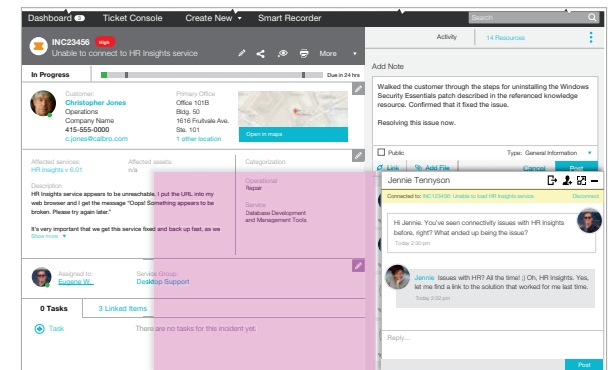 Dashboard 3 Ticket Console Create New Smart Recorder Search
INC23456 High
Unable to connect to HR Insights service
More
Activity 14 Resources
In Progress
Due in 24 hrs
Customer:
Christopher Jones
Operations
Company Name
415-555-0000
c.jones@calbro.com
Primary Office
Office 101B
Bldg. 50
1616 Fruitvale Ave.
Ste. 101
1 other location
Open in maps
Add Note
Walked the customer through the steps for uninstalling the Windows
Security Essentials patch described in the referenced knowledge
resource. Confirmed that it fixed the issue.
Resolving this issue now.
Public Type: General Information
Link Add File Cancel Post
Affected services:
HR Insights v 6.01
Affected assets:
n/a
Description
HR Insights service appears to be unreachable. I put the URL into my
web browser and I get the message "Oops! Something appears to be
broken. Please try again later."
It's very important that we get this service fixed and back up fast, as we
Show more
Categorization
Operational
Repair
Service
Database Development
and Management Tools
Assigned to:
Eugene W.
Service Group:
Desktop Support
0 Tasks 3 Linked Items
Task There are no tasks for this incident yet.
Jennie Tennyson
Connected to: INC123456: Unable to load HR Insights service Disconnect
Hi Jennie. You've seen connectivity issues with HR Insights
before, right? What ended up being the issue?
Today, 2:30 pm
Jennie: Issues with HR? All the time! ;) Oh, HR Insights. Yes,
let me find a link to the solution that worked for me last time.
Today, 2:32 pm
Reply...
Post